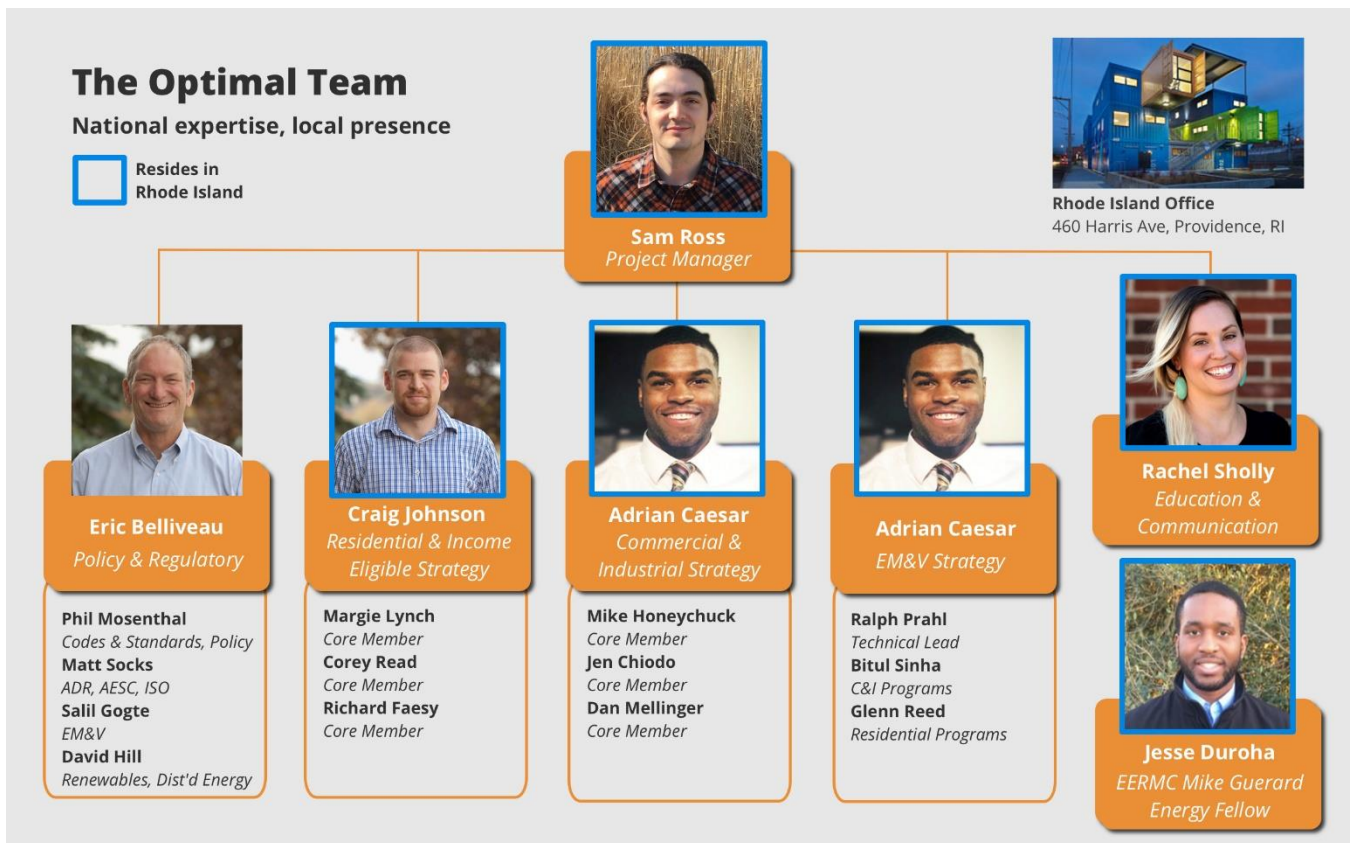 The Optimal Team
National expertise, local presence
Resides in
Rhode Island
Rhode Island Office
460 Harris Ave, Providence, RI
Sam Ross
Project Manager
Eric Belliveau
Policy & Regulatory
Phil Mosenthal
Codes & Standards, Policy
Matt Socks
ADR, AESC, ISO
Salil Gogte
EM&V
David Hill
Renewables, Dist'd Energy
Craig Johnson
Residential & Income
Eligible Strategy
Margie Lynch
Core Member
Corey Read
Core Member
Richard Faesy
Core Member
Adrian Caesar
Commercial &
Industrial Strategy
Mike Honeychuck
Core Member
Jen Chiodo
Core Member
Dan Mellinger
Core Member
Adrian Caesar
EM&V Strategy
Ralph Prahl
Technical Lead
Bitul Sinha
C&I Programs
Glenn Reed
Residential Programs
Rachel Sholly
Education &
Communication
Jesse Duroha
EERMC Mike Guerard
Energy Fellow